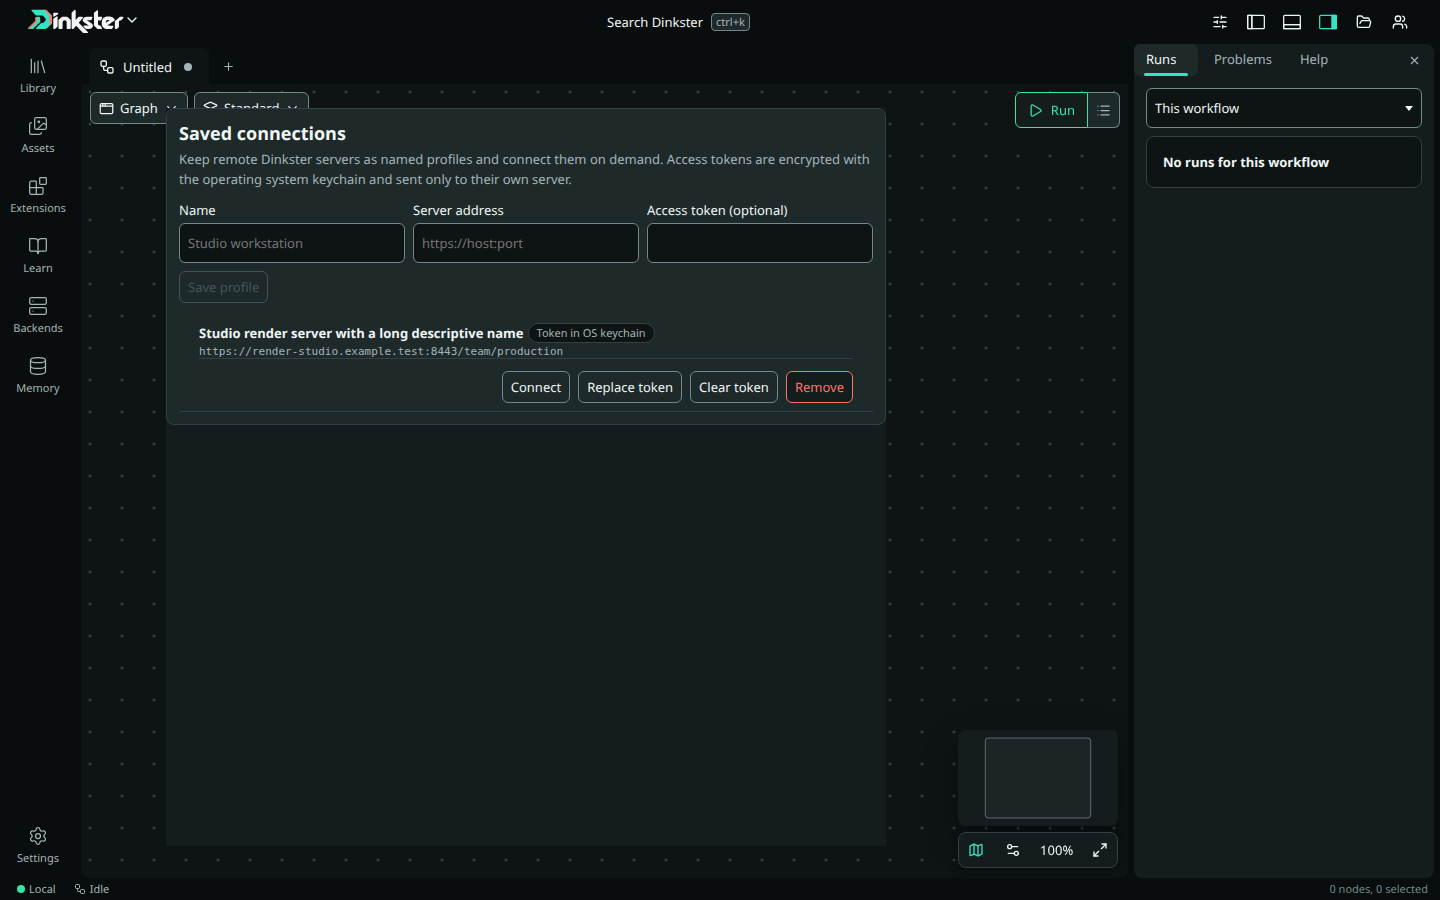 Dinkster
Search Dinkster ctrl+k
Untitled
Runs Problems Help
Library
Assets
Extensions
Learn
Backends
Memory
Settings
Graph Standard
Run
This workflow
No runs for this workflow
Saved connections
Keep remote Dinkster servers as named profiles and connect them on demand. Access tokens are encrypted with
the operating system keychain and sent only to their own server.
Name Server address Access token (optional)
Studio workstation https://host:port
Save profile
Studio render server with a long descriptive name Token in OS keychain
https://render-studio.example.test:8443/team/production
Connect Replace token Clear token Remove
100%
Local Idle 0 nodes, 0 selected